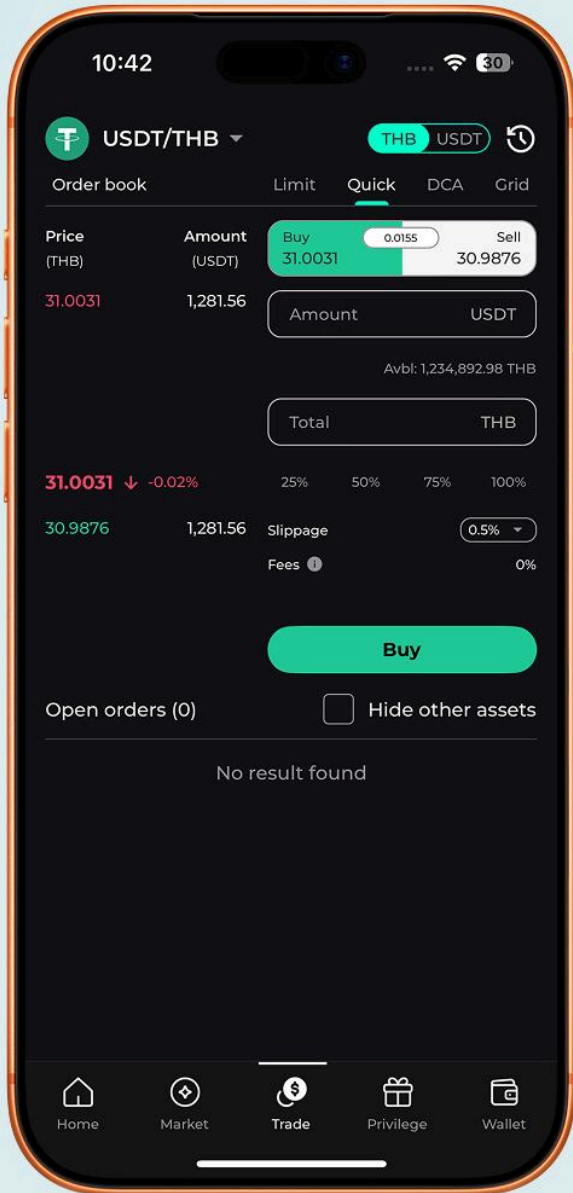 10:42
30
USDT/THB
THB USDT
Order book
Limit Quick DCA Grid
Price (THB)
Amount (USDT)
Buy 31.0031
0.0155
Sell 30.9876
31.0031 1,281.56
Amount USDT
Avbl: 1,234,892.98 THB
Total THB
31.0031 ↓ -0.02%
25% 50% 75% 100%
30.9876 1,281.56
Slippage 0.5%
Fees 0%
Buy
Open orders (0)
Hide other assets
No result found
Home Market Trade Privilege Wallet